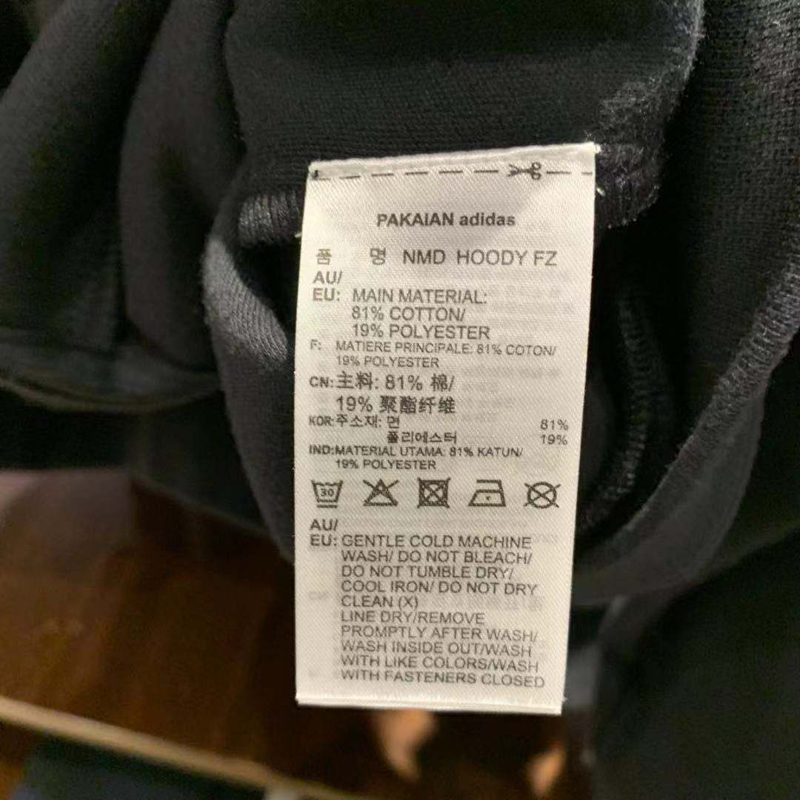 PAKAIAN adidas
품 명 NMD HOODY FZ
AU/
EU: MAIN MATERIAL:
81% COTTON/
19% POLYESTER
F: MATIERE PRINCIPALE: 81% COTON/
19% POLYESTER
CN:主料: 81% 棉/
19% 聚酯纤维
KOR:주소재: 면 81%
폴리에스터 19%
IND:MATERIAL UTAMA: 81% KATUN/
19% POLYESTER
30
AU/
EU: GENTLE COLD MACHINE
WASH/ DO NOT BLEACH/
DO NOT TUMBLE DRY/
COOL IRON/ DO NOT DRY
CLEAN (X)
LINE DRY/REMOVE
PROMPTLY AFTER WASH/
WASH INSIDE OUT/WASH
WITH LIKE COLORS/WASH
WITH FASTENERS CLOSED